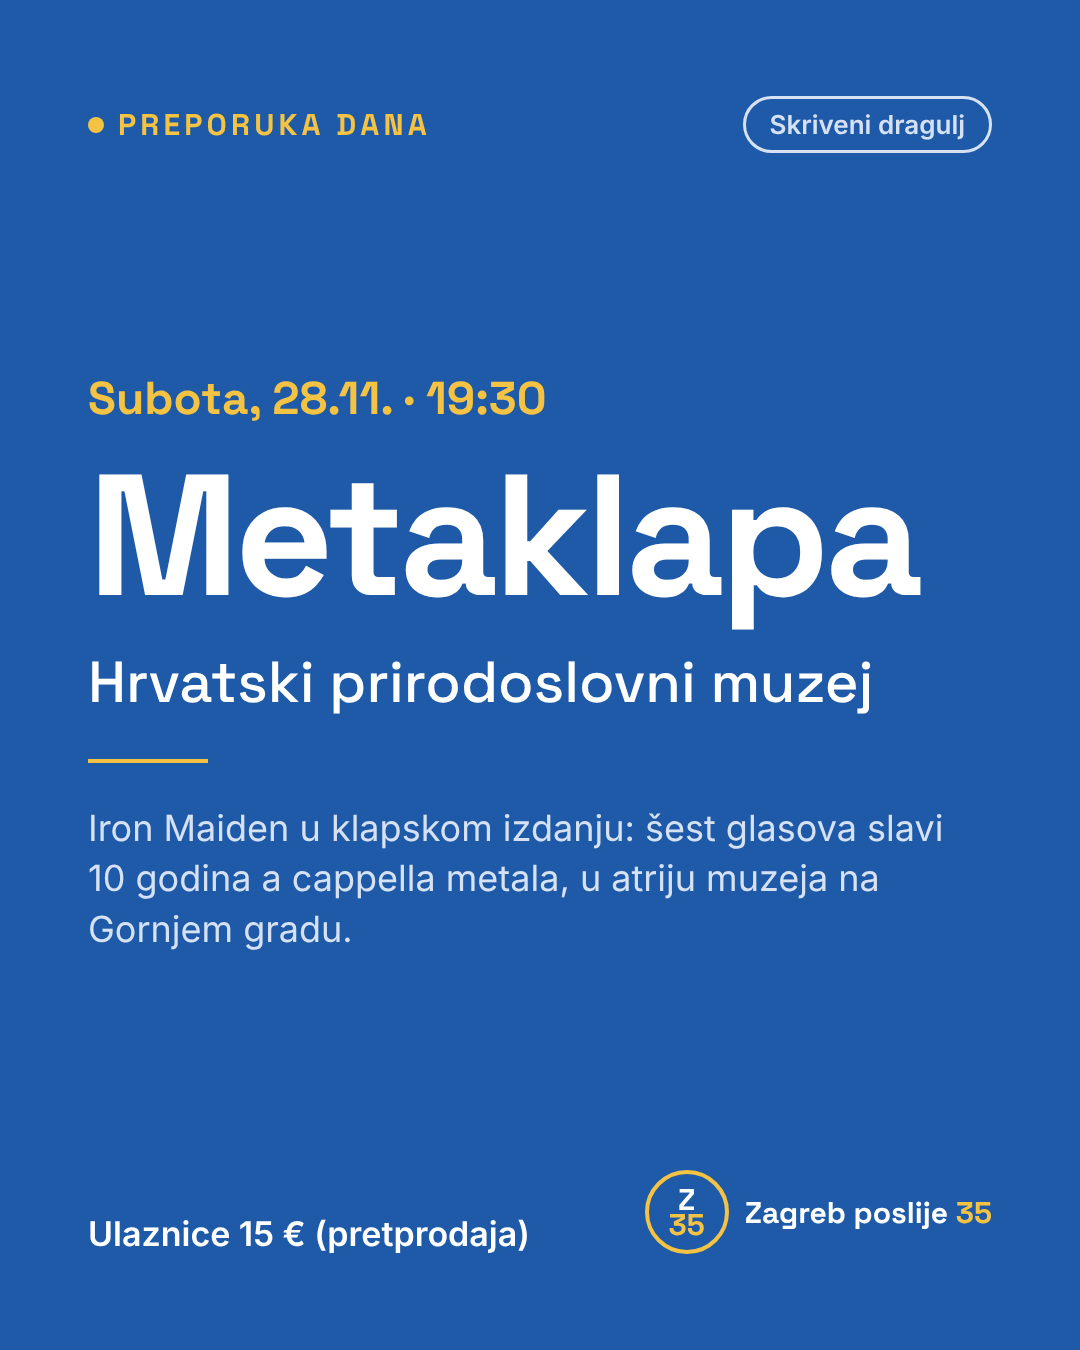 PREPORUKA DANA
Skriveni dragulj
Subota, 28.11. · 19:30
Metaklapa
Hrvatski prirodoslovni muzej
Iron Maiden u klapskom izdanju: šest glasova slavi
10 godina a cappella metala, u atriju muzeja na
Gornjem gradu.
Ulaznice 15 € (pretprodaja)
Z
35
Zagreb poslije 35